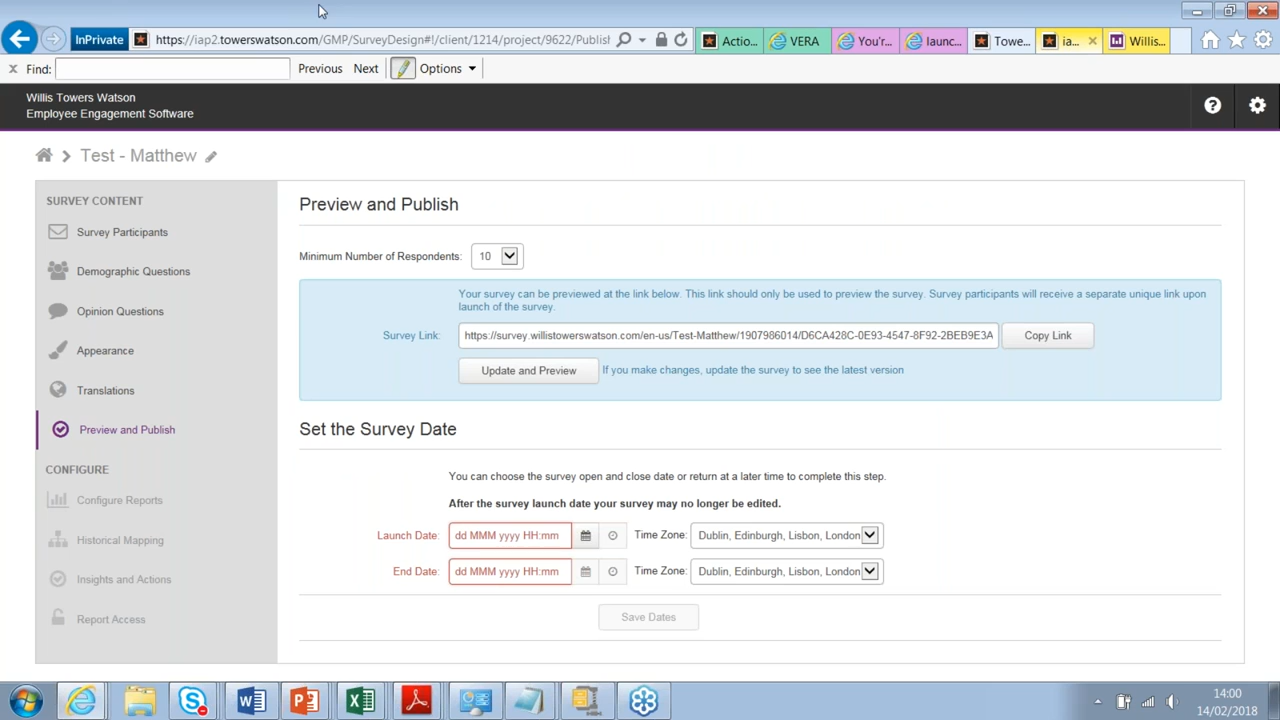 InPrivate
https://iap2.towerswatson.com/GMP/SurveyDesign#!/client/1214/project/9622/Publisl
Actio...
VERA
You'r...
launc...
Towe...
ia...
Willis...
x Find:
Previous
Next
Options
Willis Towers Watson
Employee Engagement Software
Test - Matthew
SURVEY CONTENT
Survey Participants
Demographic Questions
Opinion Questions
Appearance
Translations
Preview and Publish
CONFIGURE
Configure Reports
Historical Mapping
Insights and Actions
Report Access
Preview and Publish
Minimum Number of Respondents: 10
Your survey can be previewed at the link below. This link should only be used to preview the survey. Survey participants will receive a separate unique link upon
launch of the survey.
Survey Link: https://survey.willistowerswatson.com/en-us/Test-Matthew/1907986014/D6CA428C-0E93-4547-8F92-2BEB9E3A Copy Link
Update and Preview If you make changes, update the survey to see the latest version
Set the Survey Date
You can choose the survey open and close date or return at a later time to complete this step.
After the survey launch date your survey may no longer be edited.
Launch Date: dd MMM yyyy HH:mm Time Zone: Dublin, Edinburgh, Lisbon, London
End Date: dd MMM yyyy HH:mm Time Zone: Dublin, Edinburgh, Lisbon, London
Save Dates
14:00
14/02/2018